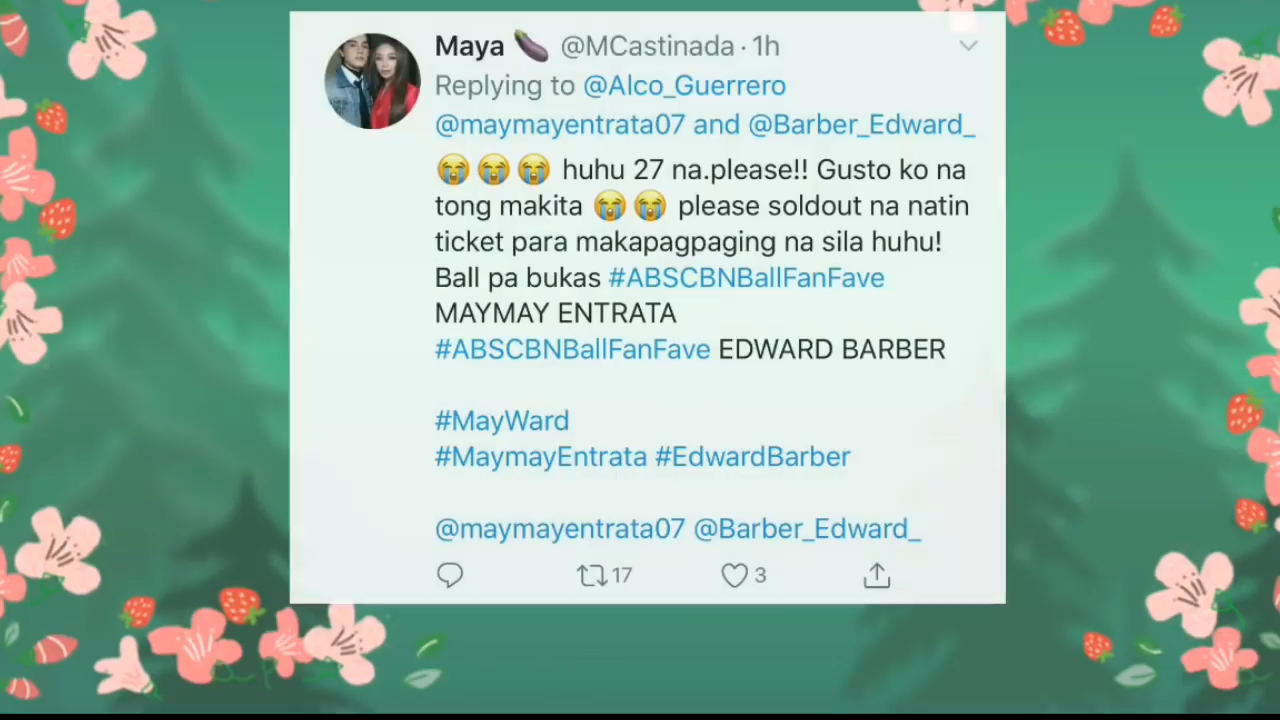 Maya 🍆 @MCastinada · 1h
Replying to @Alco_Guerrero
@maymayentrata07 and @Barber_Edward_
😭😭😭 huhu 27 na.please!! Gusto ko na
tong makita 😭😭 please soldout na natin
ticket para makapagpaging na sila huhu!
Ball pa bukas #ABSCBNBallFanFave
MAYMAY ENTRATA
#ABSCBNBallFanFave EDWARD BARBER
#MayWard
#MaymayEntrata #EdwardBarber
@maymayentrata07 @Barber_Edward_
17 3